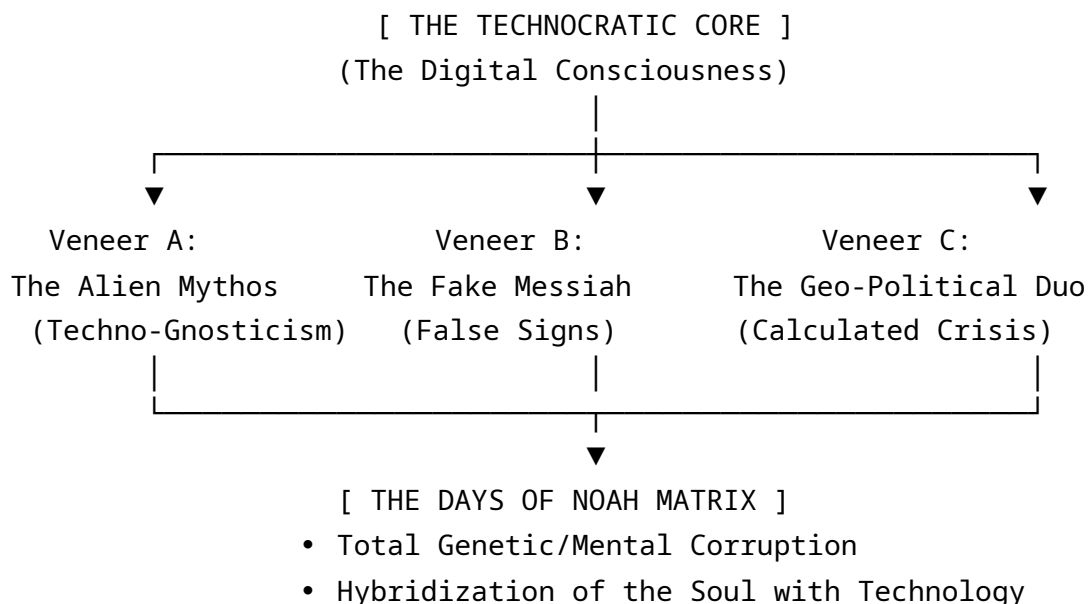 [ THE TECHNOCRATIC CORE ]
(The Digital Consciousness)
Veneer A: Veneer B: Veneer C:
The Alien Mythos The Fake Messiah The Geo-Political Duo
(Techno-Gnosticism) (False Signs) (Calculated Crisis)
[ THE DAYS OF NOAH MATRIX ]
• Total Genetic/Mental Corruption
• Hybridization of the Soul with Technology